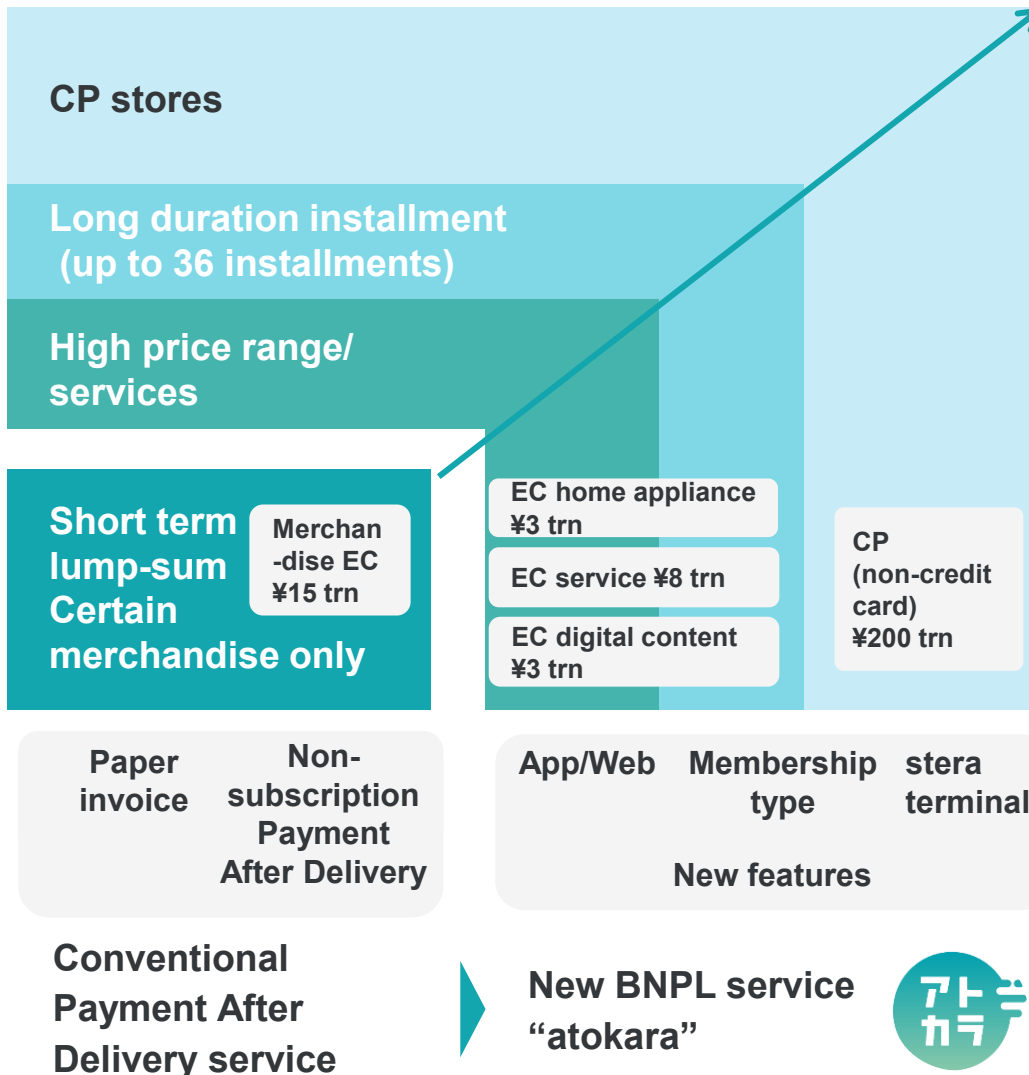 CP stores
Long duration installment
(up to 36 installments)
High price range/
services
Short term
lump-sum
Certain
merchandise only
Merchan
-dise EC
¥15 trn
EC home appliance
¥3 trn
EC service ¥8 trn
EC digital content
¥3 trn
CP
(non-credit
card)
¥200 trn
Paper
invoice
Non-
subscription
Payment
After Delivery
App/Web
Membership
type
stera
terminal
New features
Conventional
Payment After
Delivery service
New BNPL service
“atokara”
アト
カラ